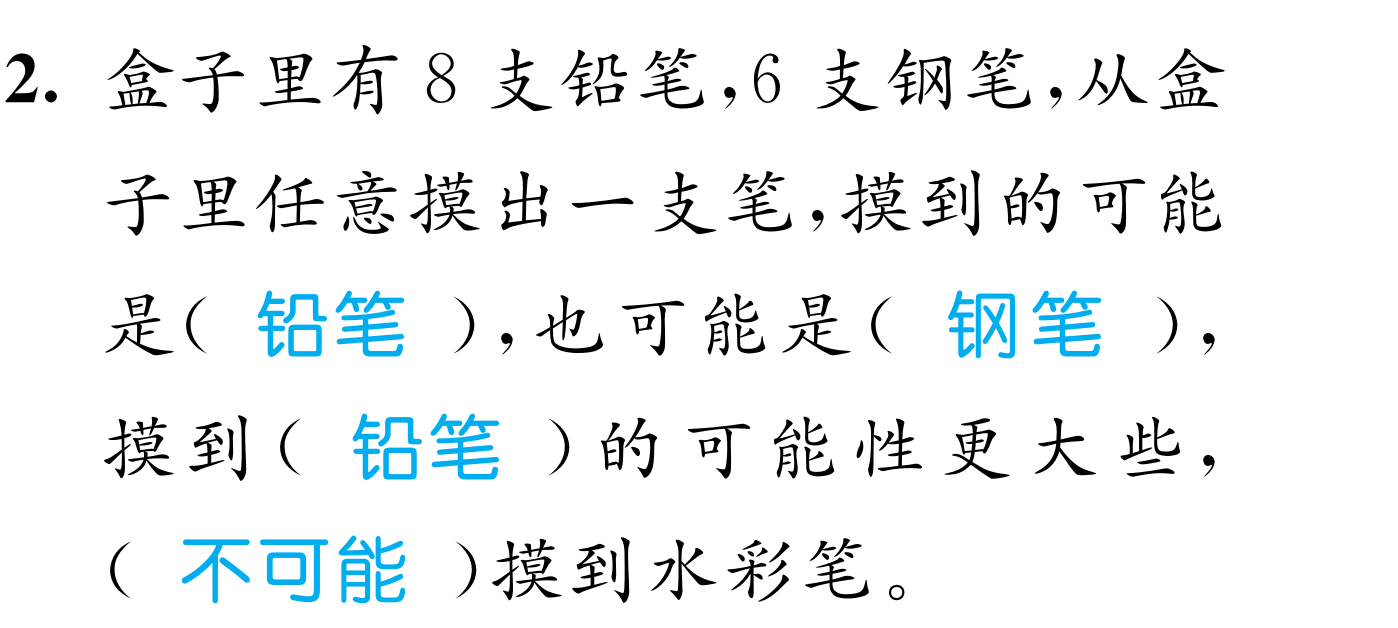 2. 盒子里有 8 支铅笔,6 支钢笔,从盒
子里任意摸出一支笔,摸到的可能
是( 铅笔 ),也可能是( 钢笔 ),
摸到( 铅笔 )的可能性更大些,
( 不可能 )摸到水彩笔。